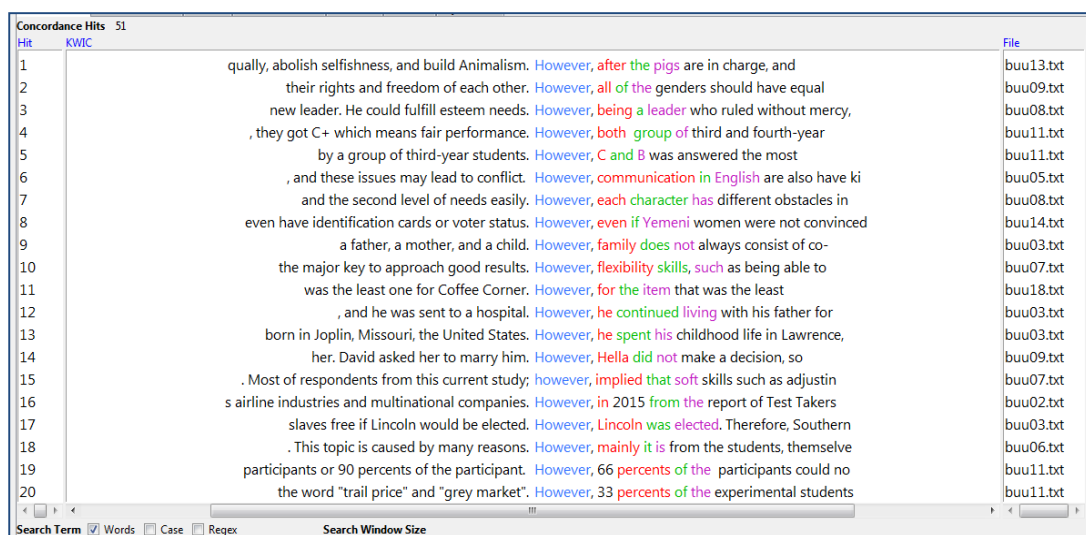 Concordance Hits 51
Hit KWIC File
1 qually, abolish selfishness, and build Animalism. However, after the pigs are in charge, and buu13.txt
2 their rights and freedom of each other. However, all of the genders should have equal buu09.txt
3 new leader. He could fulfill esteem needs. However, being a leader who ruled without mercy, buu08.txt
4 , they got C+ which means fair performance. However, both group of third and fourth-year buu11.txt
5 by a group of third-year students. However, C and B was answered the most buu11.txt
6 , and these issues may lead to conflict. However, communication in English are also have ki buu05.txt
7 and the second level of needs easily. However, each character has different obstacles in buu08.txt
8 even have identification cards or voter status. However, even if Yemeni women were not convinced buu14.txt
9 a father, a mother, and a child. However, family does not always consist of co- buu03.txt
10 the major key to approach good results. However, flexibility skills, such as being able to buu07.txt
11 was the least one for Coffee Corner. However, for the item that was the least buu18.txt
12 , and he was sent to a hospital. However, he continued living with his father for buu03.txt
13 born in Joplin, Missouri, the United States. However, he spent his childhood life in Lawrence, buu03.txt
14 her. David asked her to marry him. However, Hella did not make a decision, so buu09.txt
15 . Most of respondents from this current study; however, implied that soft skills such as adjustin buu07.txt
16 s airline industries and multinational companies. However, in 2015 from the report of Test Takers buu02.txt
17 slaves free if Lincoln would be elected. However, Lincoln was elected. Therefore, Southern buu03.txt
18 . This topic is caused by many reasons. However, mainly it is from the students, themselve buu06.txt
19 participants or 90 percents of the participant. However, 66 percents of the participants could no buu11.txt
20 the word "trail price" and "grey market". However, 33 percents of the experimental students buu11.txt
Search Term Words Case Regex Search Window Size